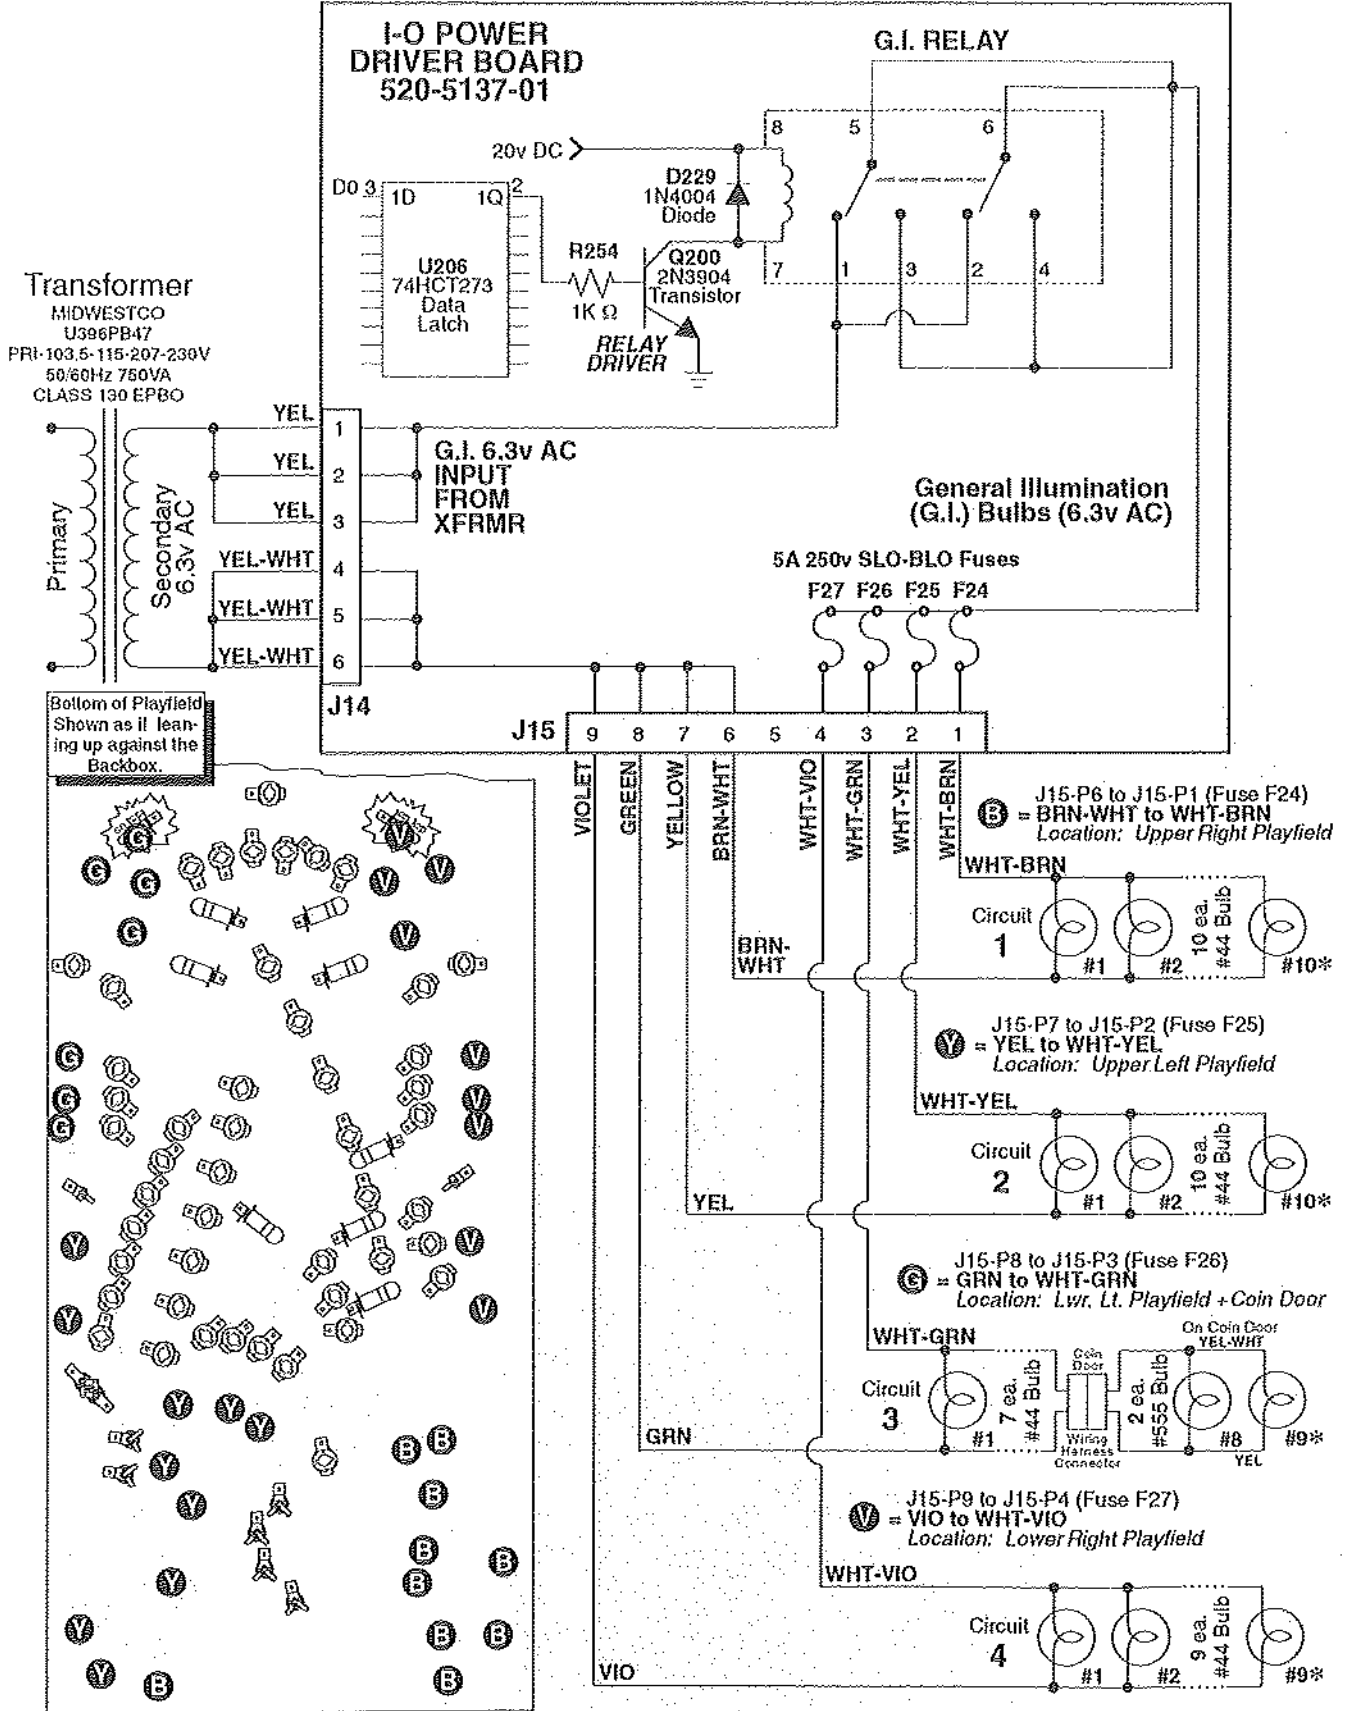 I-O POWER
DRIVER BOARD
520-5137-01
G.I. RELAY
8
5
6
20v DC
D229
1N4004
Diode
D0 3
1D
1Q
2
U206
74HCT273
Data
Latch
R254
1K Ω
Q200
2N3904
Transistor
RELAY
DRIVER
7
1
3
2
4
Transformer
MIDWESTCO
U396PB47
PRI-103.5-115-207-230V
50/60Hz 750VA
CLASS 130 EPBO
Primary
Secondary
6.3v AC
YEL
YEL
YEL
YEL-WHT
YEL-WHT
YEL-WHT
1
2
3
4
5
6
J14
G.I. 6.3v AC
INPUT
FROM
XFRMR
General Illumination
(G.I.) Bulbs (6.3v AC)
5A 250v SLO-BLO Fuses
F27 F26 F25 F24
J15
9 8 7 6 5 4 3 2 1
VIOLET
GREEN
YELLOW
BRN-WHT
WHT-VIO
WHT-GRN
WHT-YEL
WHT-BRN
Bottom of Playfield
Shown as if lean-
ing up against the
Backbox.
G
V
G
G
V
V
G
V
G
V
G
V
G
V
Y
V
Y
V
Y
Y
Y
B
B
Y
B
Y
B
B
Y
B
Y
B
B
Y
B
B
J15-P6 to J15-P1 (Fuse F24)
B = BRN-WHT to WHT-BRN
Location: Upper Right Playfield
WHT-BRN
Circuit
1
BRN-
WHT
#1
#2
10 ea.
#44 Bulb
#10*
J15-P7 to J15-P2 (Fuse F25)
Y = YEL to WHT-YEL
Location: Upper Left Playfield
WHT-YEL
Circuit
2
YEL
#1
#2
10 ea.
#44 Bulb
#10*
J15-P8 to J15-P3 (Fuse F26)
G = GRN to WHT-GRN
Location: Lwr. Lt. Playfield + Coin Door
WHT-GRN
On Coin Door
YEL-WHT
Circuit
3
GRN
#1
7 ea.
#44 Bulb
Coin
Door
Wiring
Harness
Connector
2 ea.
#555 Bulb
#8
#9*
YEL
J15-P9 to J15-P4 (Fuse F27)
V = VIO to WHT-VIO
Location: Lower Right Playfield
WHT-VIO
Circuit
4
VIO
#1
#2
9 ea.
#44 Bulb
#9*